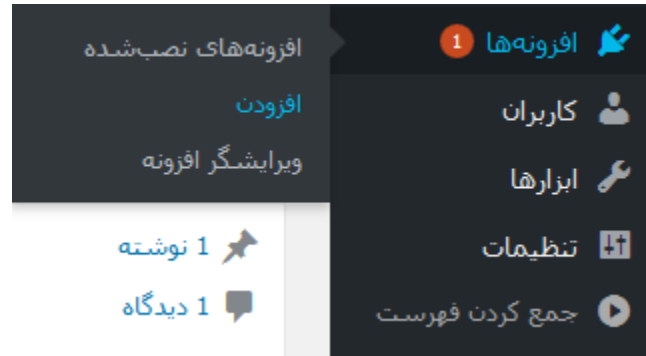 افزونه‌ها 1
کاربران
ابزارها
تنظیمات
جمع کردن فهرست
افزونه‌های نصب‌شده
افزودن
ویرایشگر افزونه
1 نوشته
1 دیدگاه